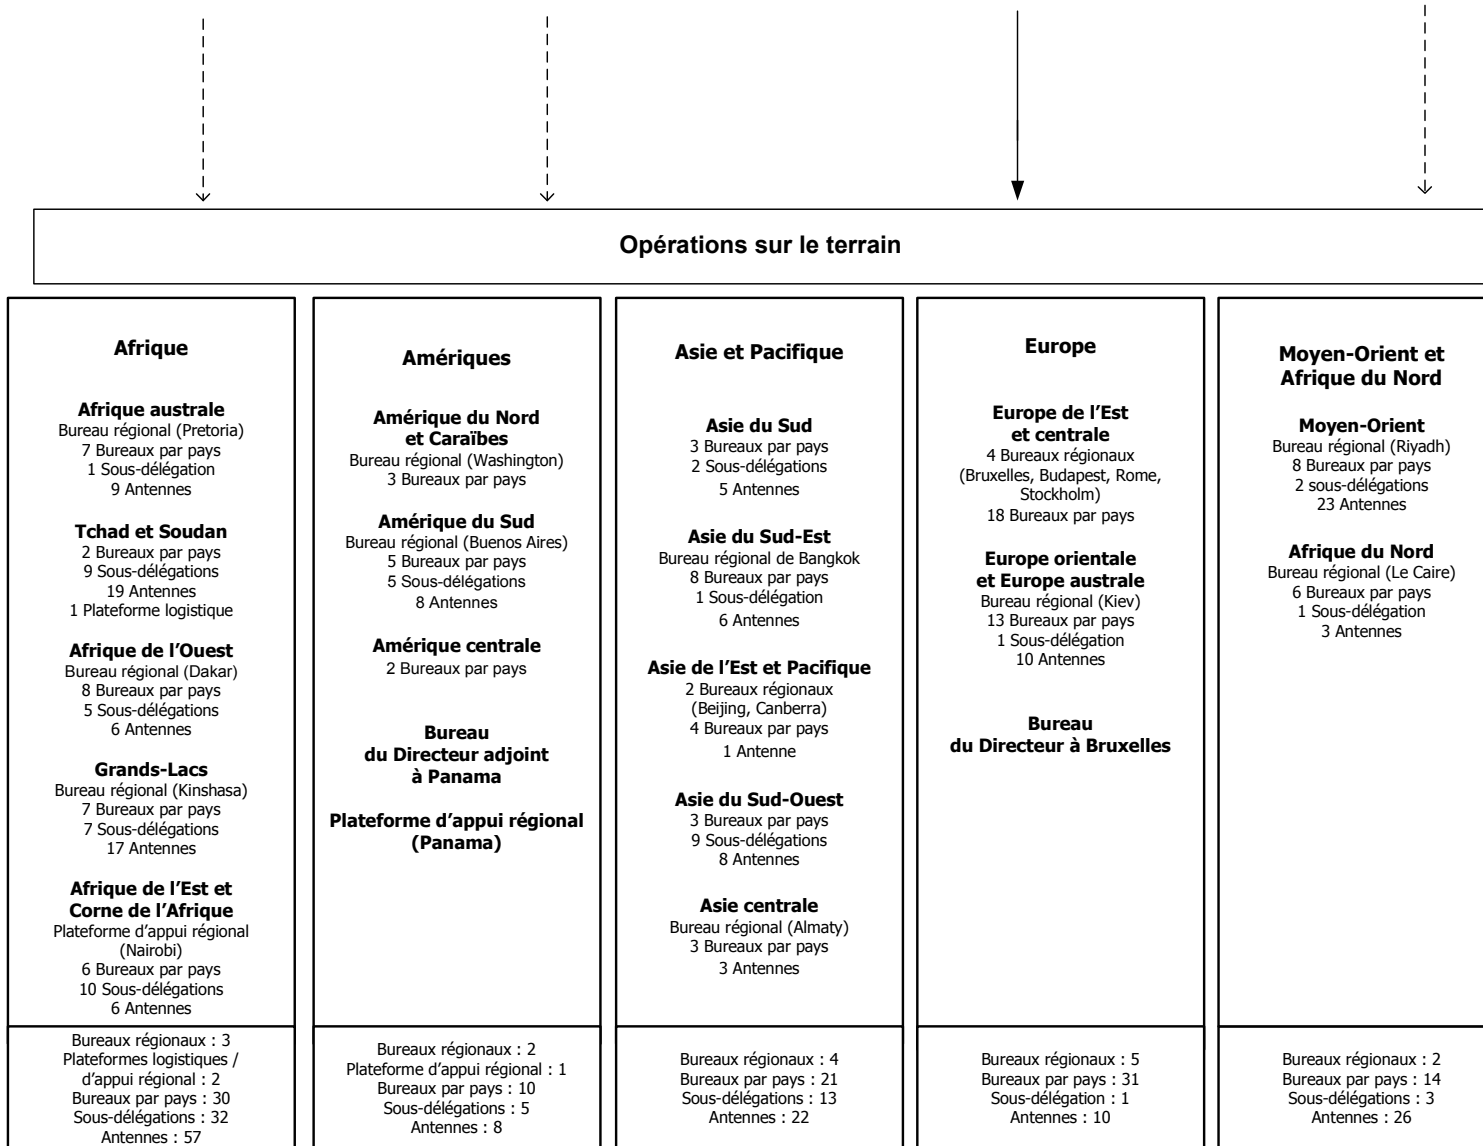 Opérations sur le terrain
Afrique
Afrique australe
Bureau régional (Pretoria)
7 Bureaux par pays
1 Sous-délégation
9 Antennes
Tchad et Soudan
2 Bureaux par pays
9 Sous-délégations
19 Antennes
1 Plateforme logistique
Afrique de l’Ouest
Bureau régional (Dakar)
8 Bureaux par pays
5 Sous-délégations
6 Antennes
Grands-Lacs
Bureau régional (Kinshasa)
7 Bureaux par pays
7 Sous-délégations
17 Antennes
Afrique de l’Est et
Corne de l’Afrique
Plateforme d’appui régional
(Nairobi)
6 Bureaux par pays
10 Sous-délégations
6 Antennes
Bureaux régionaux : 3
Plateformes logistiques /
d’appui régional : 2
Bureaux par pays : 30
Sous-délégations : 32
Antennes : 57
Amériques
Amérique du Nord
et Caraïbes
Bureau régional (Washington)
3 Bureaux par pays
Amérique du Sud
Bureau régional (Buenos Aires)
5 Bureaux par pays
5 Sous-délégations
8 Antennes
Amérique centrale
2 Bureaux par pays
Bureau
du Directeur adjoint
à Panama
Plateforme d’appui régional
(Panama)
Bureaux régionaux : 2
Plateforme d’appui régional : 1
Bureaux par pays : 10
Sous-délégations : 5
Antennes : 8
Asie et Pacifique
Asie du Sud
3 Bureaux par pays
2 Sous-délégations
5 Antennes
Asie du Sud-Est
Bureau régional de Bangkok
8 Bureaux par pays
1 Sous-délégation
6 Antennes
Asie de l’Est et Pacifique
2 Bureaux régionaux
(Beijing, Canberra)
4 Bureaux par pays
1 Antenne
Asie du Sud-Ouest
3 Bureaux par pays
9 Sous-délégations
8 Antennes
Asie centrale
Bureau régional (Almaty)
3 Bureaux par pays
3 Antennes
Bureaux régionaux : 4
Bureaux par pays : 21
Sous-délégations : 13
Antennes : 22
Europe
Europe de l’Est
et centrale
4 Bureaux régionaux
(Bruxelles, Budapest, Rome,
Stockholm)
18 Bureaux par pays
Europe orientale
et Europe australe
Bureau régional (Kiev)
13 Bureaux par pays
1 Sous-délégation
10 Antennes
Bureau
du Directeur à Bruxelles
Bureaux régionaux : 5
Bureaux par pays : 31
Sous-délégation : 1
Antennes : 10
Moyen-Orient et
Afrique du Nord
Moyen-Orient
Bureau régional (Riyadh)
8 Bureaux par pays
2 sous-délégations
23 Antennes
Afrique du Nord
Bureau régional (Le Caire)
6 Bureaux par pays
1 Sous-délégation
3 Antennes
Bureaux régionaux : 2
Bureaux par pays : 14
Sous-délégations : 3
Antennes : 26